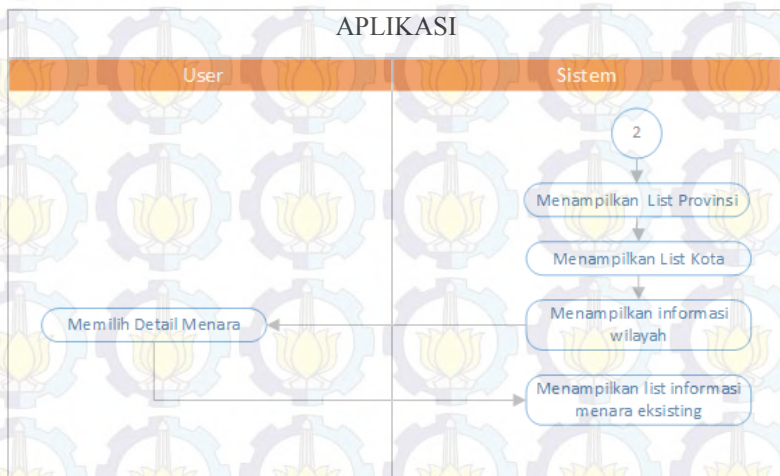 APLIKASI
User
Sistem
2
Menampilkan List Provinsi
Menampilkan List Kota
Menampilkan informasi
wilayah
Memilih Detail Menara
Menampilkan list informasi
menara eksisting